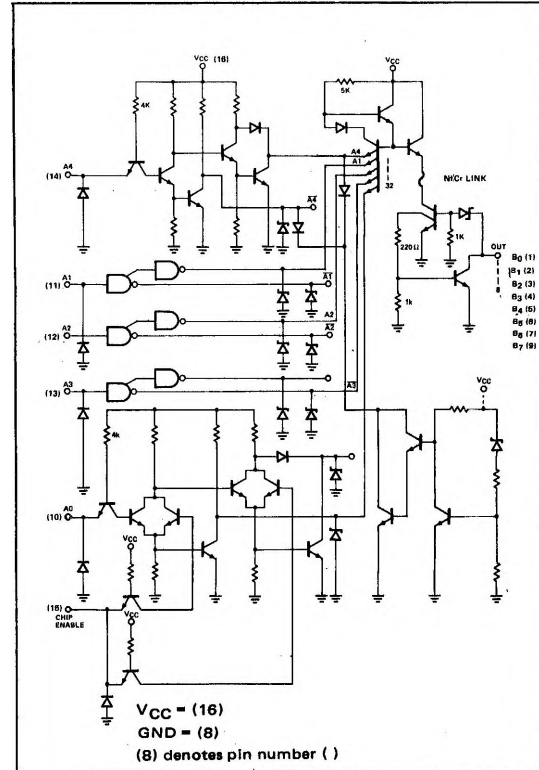 VCC (16)
VCC
5K
4K
A4
A1
32
(14) A4
A4
Ni/Cr LINK
220Ω
1K
1k
OUT
B0 (1)
B1 (2)
B2 (3)
B3 (4)
B4 (5)
B5 (6)
B6 (7)
B7 (9)
(11) A1
A1
(12) A2
A2
A2
(13) A3
A3
VCC
4k
(10) A0
VCC
(15)
CHIP
ENABLE
VCC
VCC = (16)
GND = (8)
(8) denotes pin number ( )